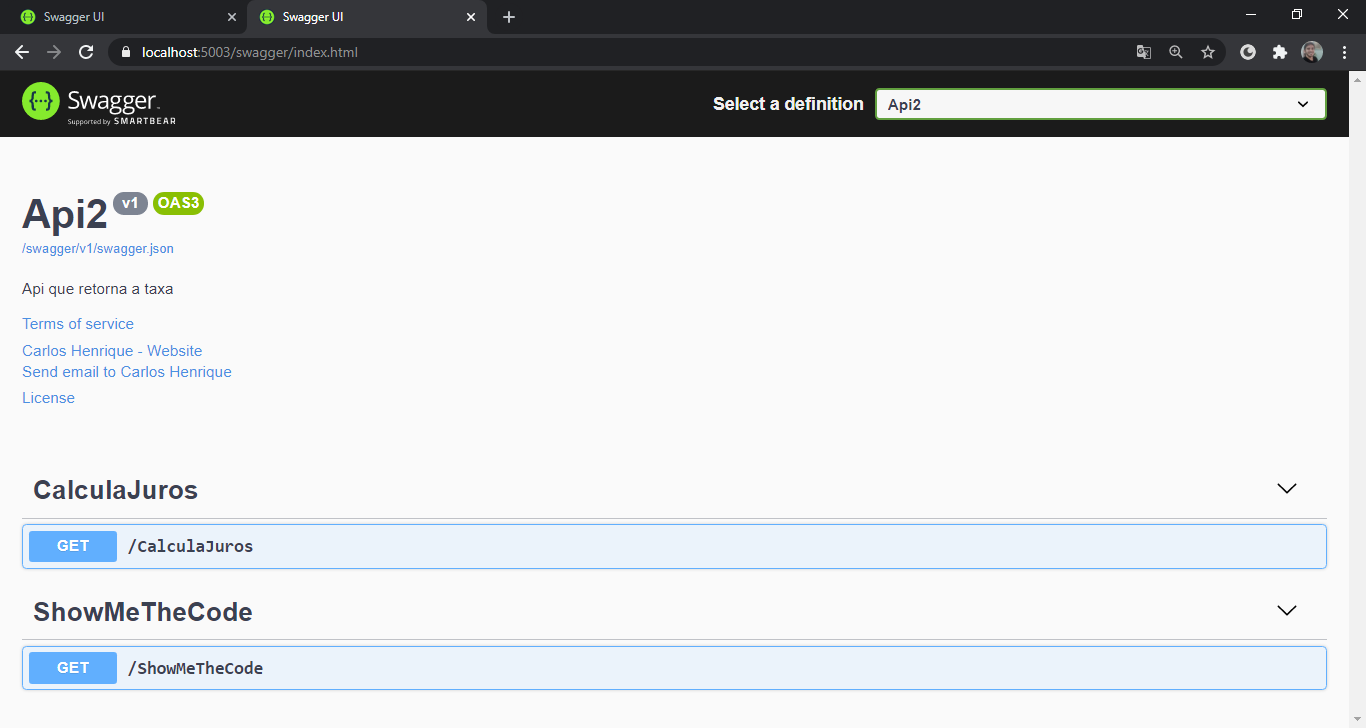 Swagger UI
Swagger UI
localhost:5003/swagger/index.html
Swagger.
Supported by SMARTBEAR
Select a definition
Api2
Api2 v1 OAS3
/swagger/v1/swagger.json
Api que retorna a taxa
Terms of service
Carlos Henrique - Website
Send email to Carlos Henrique
License
CalculaJuros
GET /CalculaJuros
ShowMeTheCode
GET /ShowMeTheCode